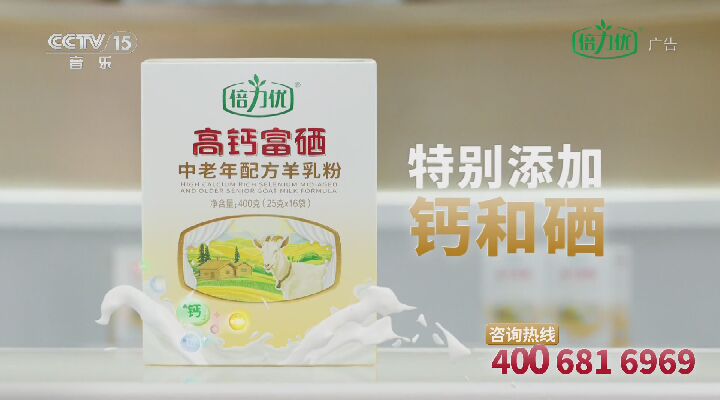 CCTV 15
音乐
倍力优®
广告
倍力优®
高钙富硒
中老年配方羊乳粉
HIGH CALCIUM RICH SELENIUM MID AGED
AND OLDER SENIOR GOAT MILK FORMULA
净含量:400克(25克×16袋)
钙
特别添加
钙和硒
咨询热线
400 681 6969